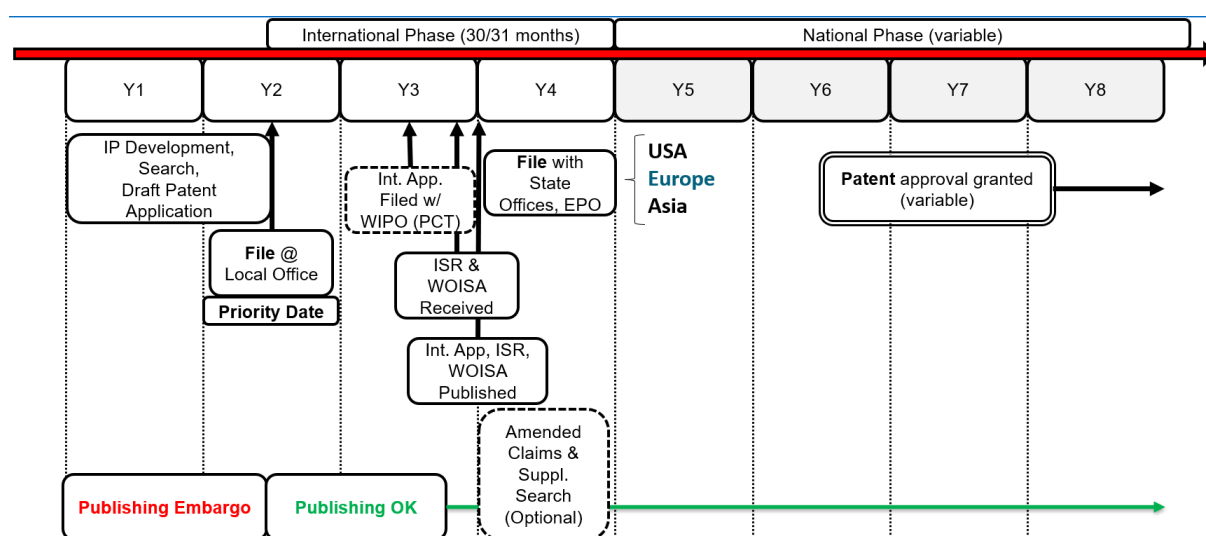 International Phase (30/31 months)
National Phase (variable)
Y1
Y2
Y3
Y4
Y5
Y6
Y7
Y8
IP Development,
Search,
Draft Patent
Application
File @
Local Office
Priority Date
Int. App.
Filed w/
WIPO (PCT)
ISR &
WOISA
Received
Int. App, ISR,
WOISA
Published
File with
State
Offices, EPO
USA
Europe
Asia
Patent approval granted
(variable)
Amended
Claims &
Suppl.
Search
(Optional)
Publishing Embargo
Publishing OK